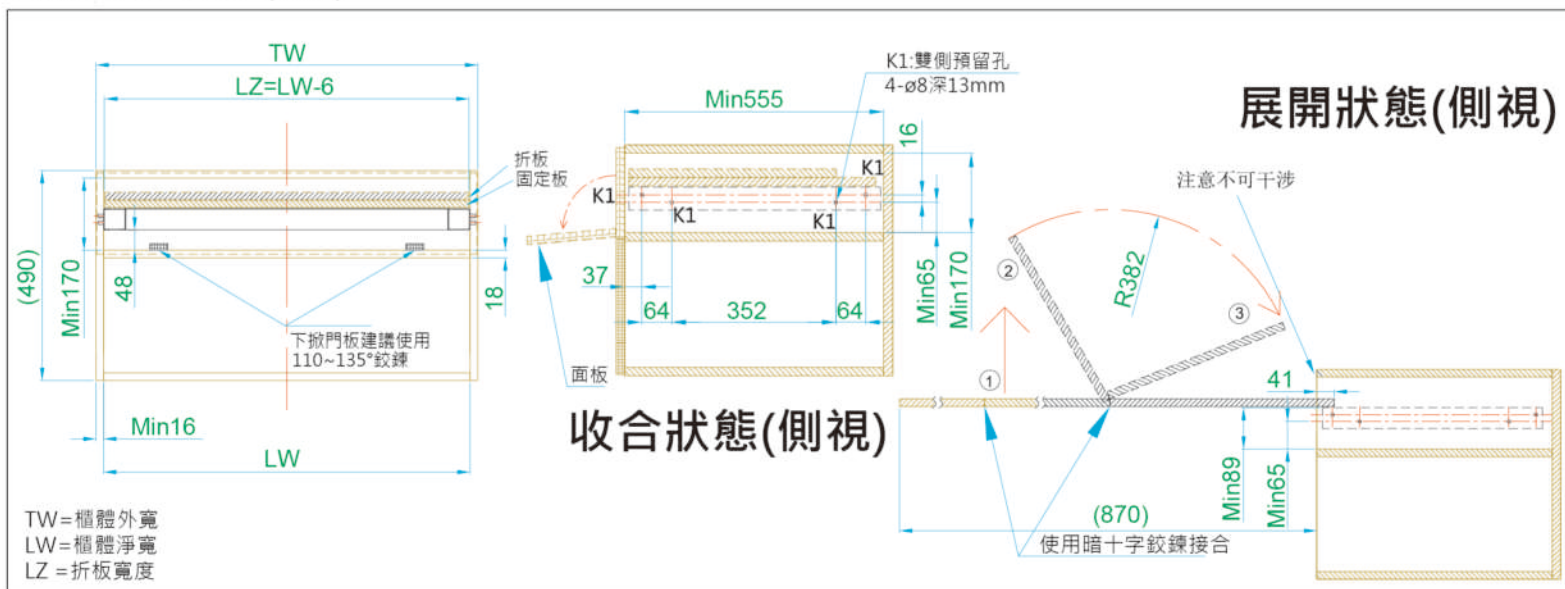 TW
LZ=LW-6
折板
固定板
(490)
Min170
48
18
下掀門板建議使用
110~135°鉸鍊
Min16
LW
TW=櫃體外寬
LW=櫃體淨寬
LZ =折板寬度
K1:雙側預留孔
4-ø8深13mm
Min555
16
K1
K1
K1
K1
37
64
352
64
Min65
Min170
面板
收合狀態(側視)
展開狀態(側視)
注意不可干涉
R382
②
③
①
41
Min89
Min65
(870)
使用暗十字鉸鍊接合